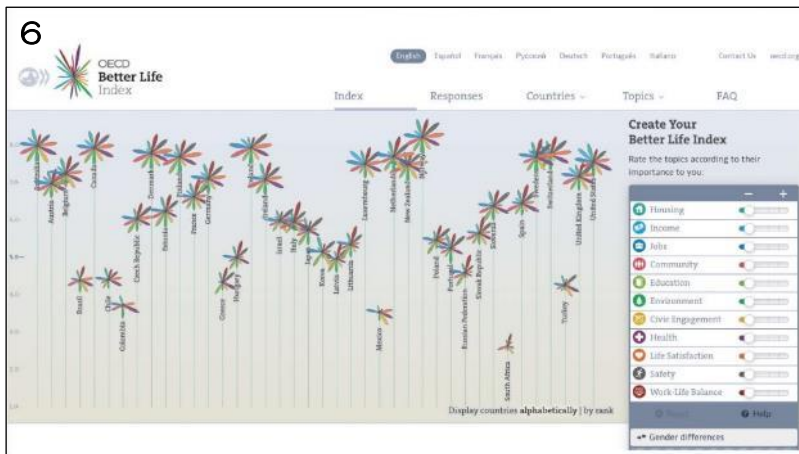 6
OECD
Better Life
Index
English Español Français Русский Deutsch Português Italiano Contact Us oecd.org
Index Responses Countries Topics FAQ
Create Your
Better Life Index
Rate the topics according to their
importance to you:
− +
Housing
Income
Jobs
Community
Education
Environment
Civic Engagement
Health
Life Satisfaction
Safety
Work-Life Balance
Reset ? Help
Gender differences
Australia
Austria
Belgium
Brazil
Canada
Chile
Colombia
Czech Republic
Denmark
Estonia
Finland
France
Germany
Greece
Hungary
Ireland
Israel
Italy
Japan
Korea
Latvia
Lithuania
Luxembourg
Mexico
Netherlands
New Zealand
Norway
Poland
Portugal
Russian Federation
Slovak Republic
Slovenia
South Africa
Spain
Sweden
Switzerland
Turkey
United Kingdom
United States
Display countries alphabetically | by rank